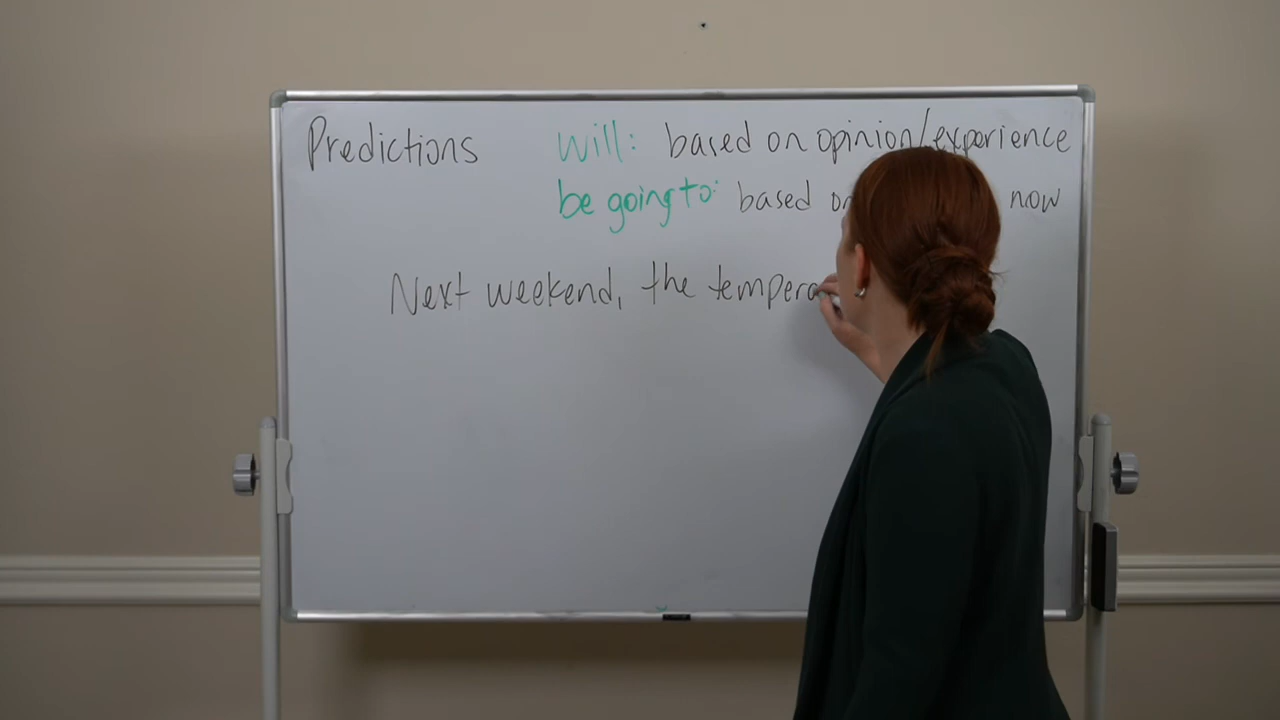 Predictions will: based on opinion/experience
be going to: based on now
Next weekend, the tempera